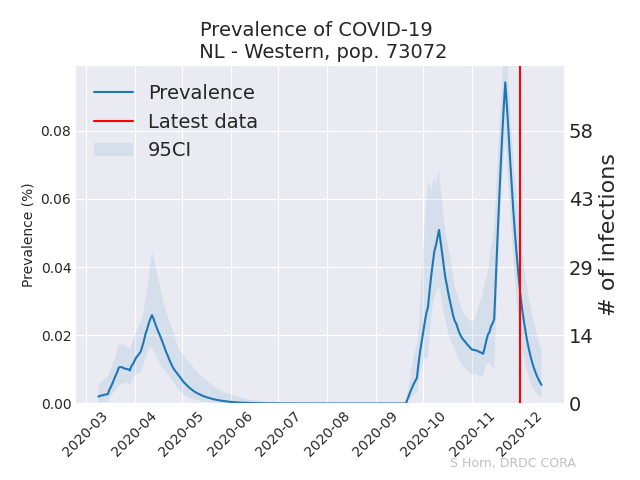 Prevalence of COVID-19
NL - Western, pop. 73072
Prevalence
Latest data
95CI
Prevalence (%)
0.08
0.06
0.04
0.02
0.00
58
43
29
14
0
# of infections
2020-03
2020-04
2020-05
2020-06
2020-07
2020-08
2020-09
2020-10
2020-11
2020-12
S Horn, DRDC CORA